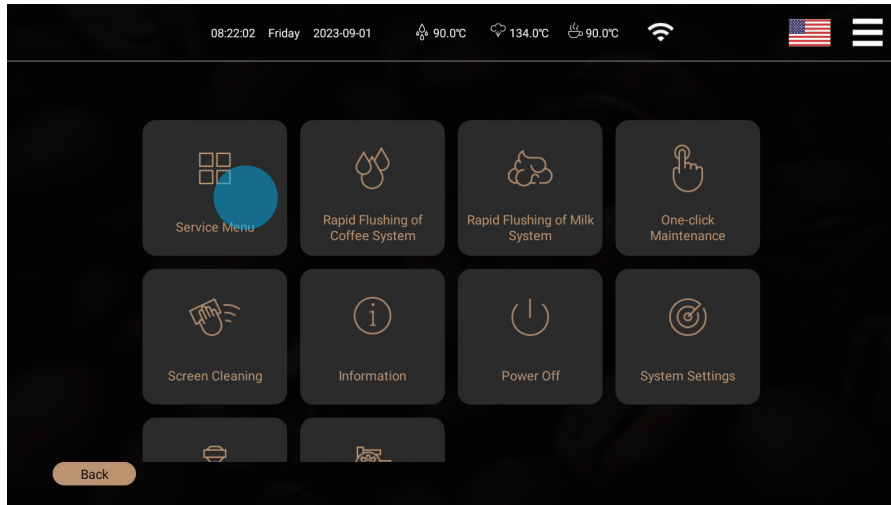 08:22:02 Friday 2023-09-01 90.0℃ 134.0℃ 90.0℃
Service Menu
Rapid Flushing of
Coffee System
Rapid Flushing of Milk
System
One-click
Maintenance
Screen Cleaning
Information
Power Off
System Settings
Back